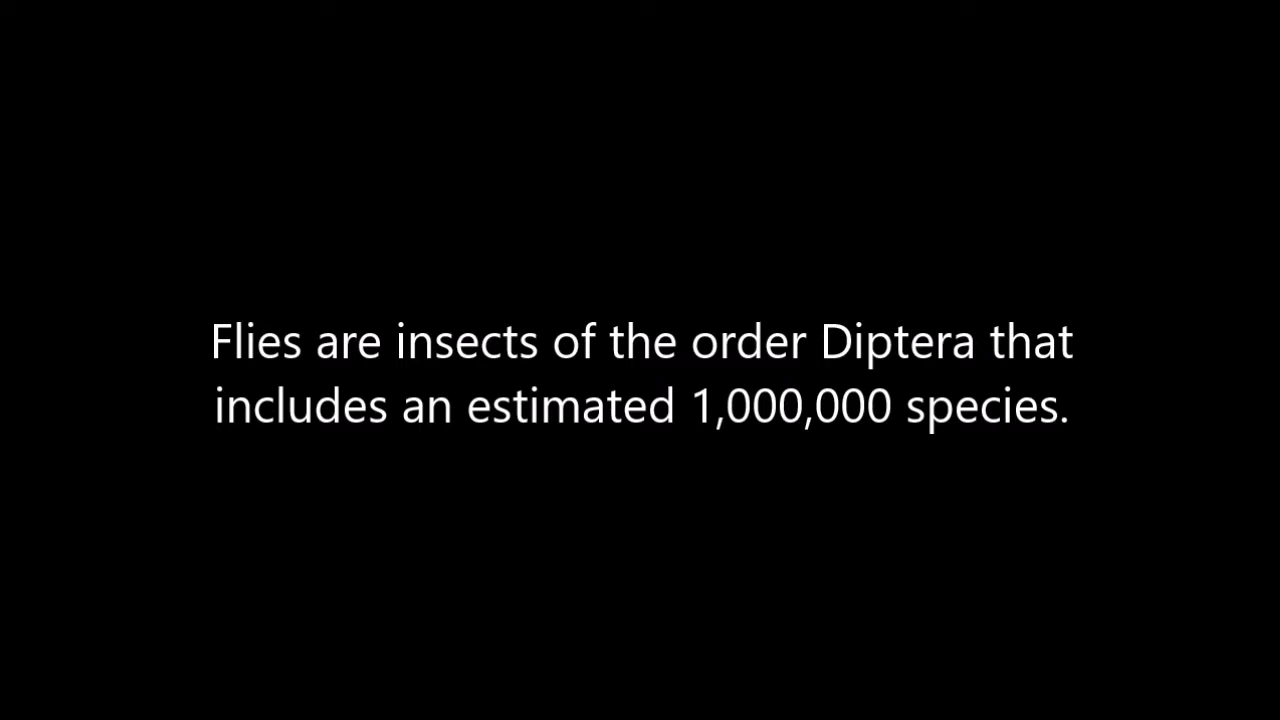 Flies are insects of the order Diptera that
includes an estimated 1,000,000 species.